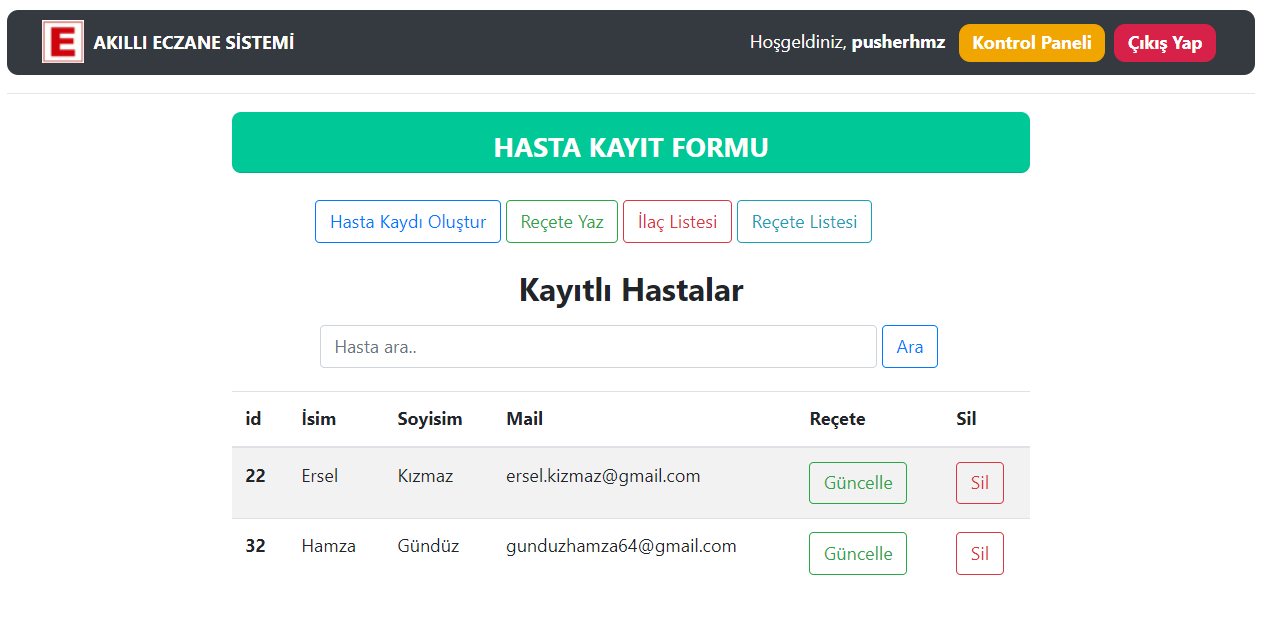 E AKILLI ECZANE SİSTEMİ Hoşgeldiniz, pusherhmz Kontrol Paneli Çıkış Yap
HASTA KAYIT FORMU
Hasta Kaydı Oluştur Reçete Yaz İlaç Listesi Reçete Listesi
Kayıtlı Hastalar
Hasta ara.. Ara
id İsim Soyisim Mail Reçete Sil
22 Ersel Kızmaz ersel.kizmaz@gmail.com Güncelle Sil
32 Hamza Gündüz gunduzhamza64@gmail.com Güncelle Sil